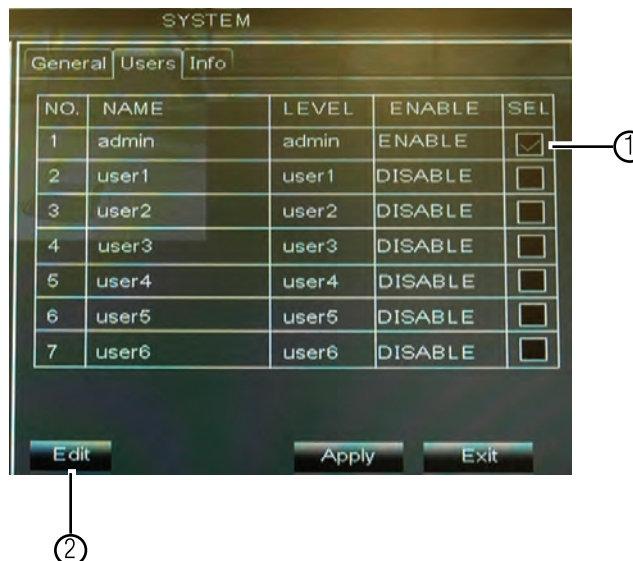 SYSTEM
General Users Info
NO. NAME LEVEL ENABLE SEL
1 admin admin ENABLE
2 user1 user1 DISABLE
3 user2 user2 DISABLE
4 user3 user3 DISABLE
5 user4 user4 DISABLE
6 user5 user5 DISABLE
7 user6 user6 DISABLE
Edit Apply Exit
1
2